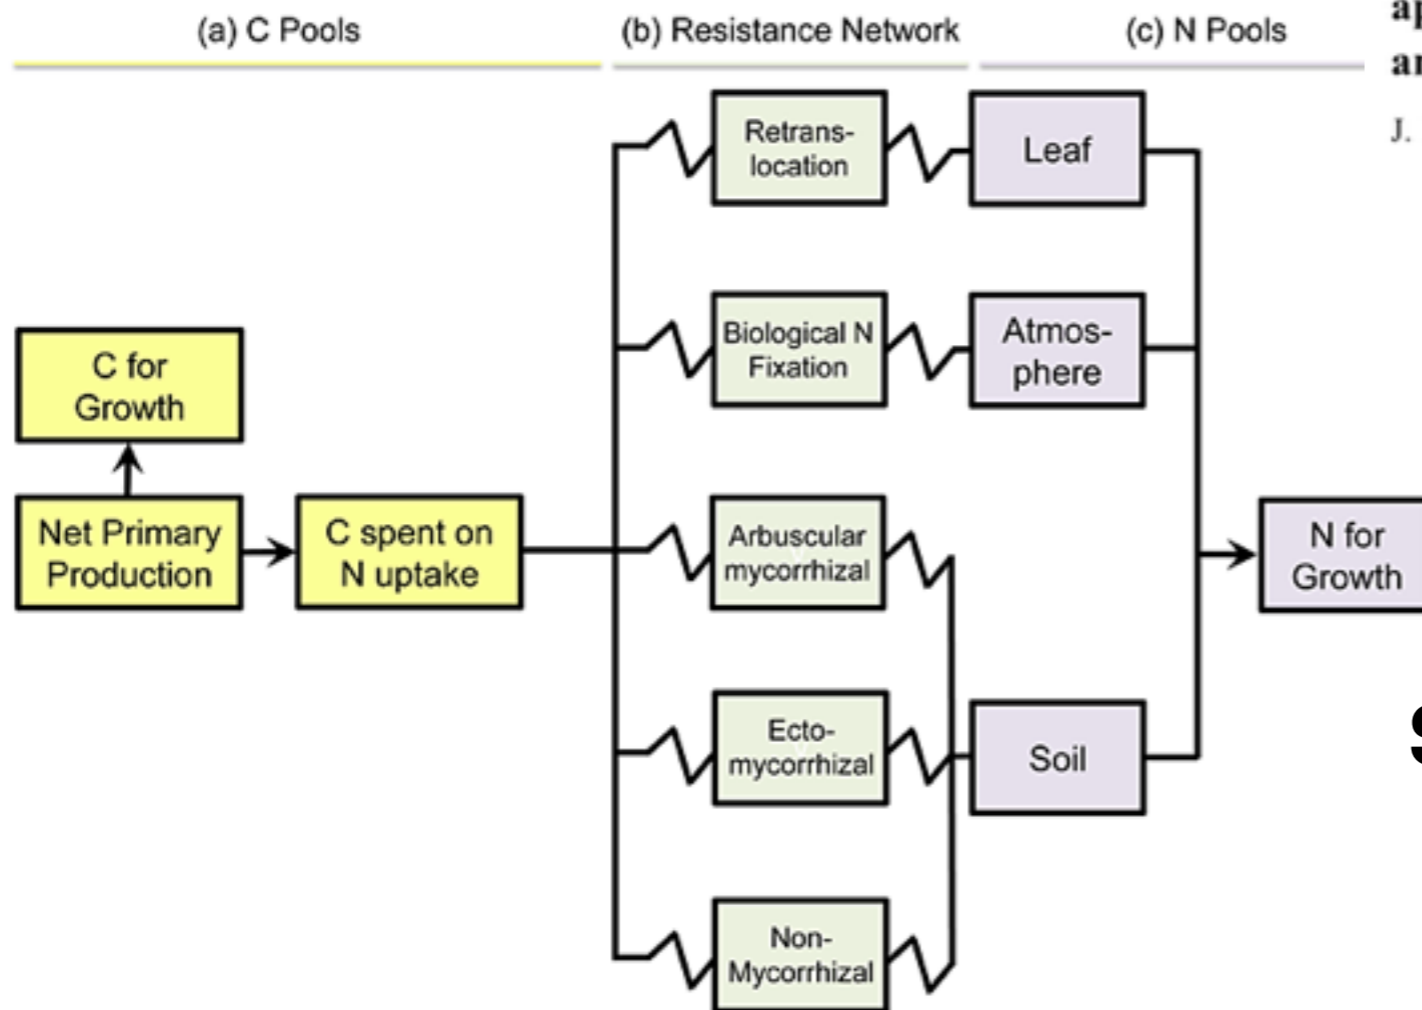 (a) C Pools
(b) Resistance Network
(c) N Pools
J.
Retrans-
location
Leaf
Biological N
Fixation
Atmos-
phere
C for
Growth
Net Primary
Production
C spent on
N uptake
Arbuscular
mycorrhizal
N for
Growth
Ecto-
mycorrhizal
Soil
Non-
Mycorrhizal